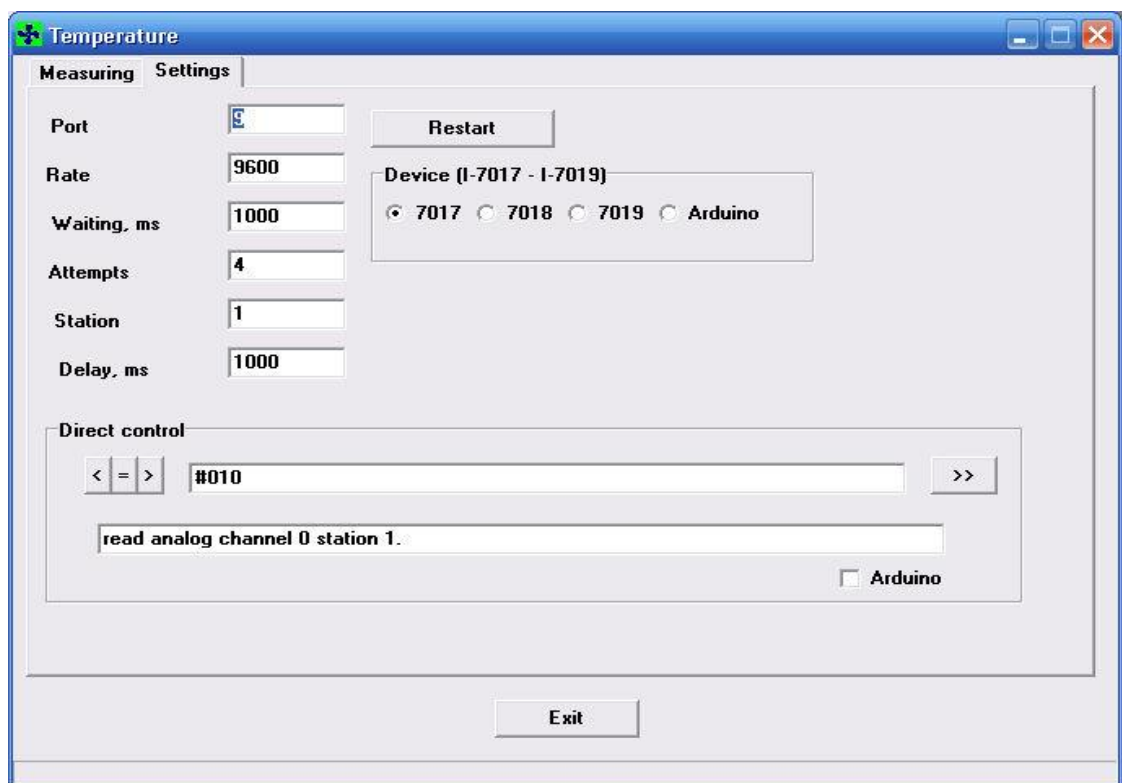 Temperature
Measuring Settings
Port
Restart
Rate 9600
Device (I-7017 - I-7019)
Waiting, ms 1000
7017 7018 7019 Arduino
Attempts 4
Station 1
Delay, ms 1000
Direct control
< = > #010 >>
read analog channel 0 station 1.
Arduino
Exit